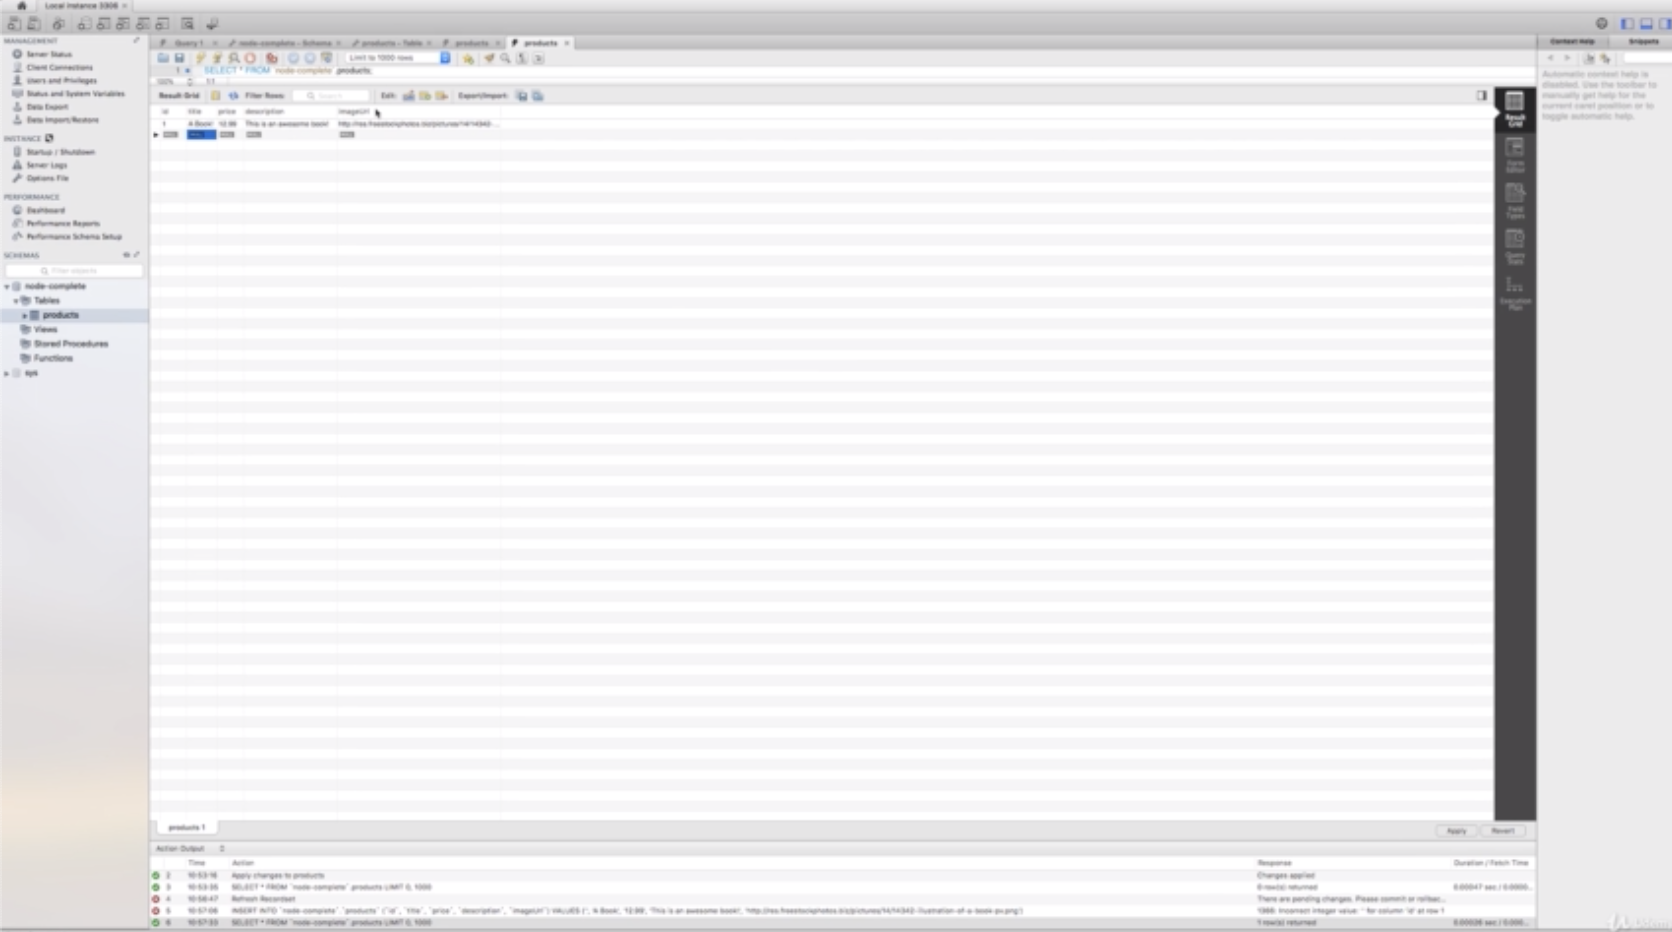 Local instance 3306
MANAGEMENT
Server Status
Client Connections
Users and Privileges
Status and System Variables
Data Export
Data Import/Restore
INSTANCE
Startup / Shutdown
Server Logs
Options File
PERFORMANCE
Dashboard
Performance Reports
Performance Schema Setup
SCHEMAS
Filter objects
node-complete
Tables
products
Views
Stored Procedures
Functions
sys
Query 1
node-complete - Schema
products - Table
products
products
Limit to 1000 rows
1
SELECT * FROM `node-complete`.products;
100%
1:1
Result Grid
Filter Rows:
Search
Edit:
Export/Import:
id title price description imageUrl
1 A Book! 12.99 This is an awesome book! http://res.freestockphotos.biz/pictures/14/14342-...
NULL NULL NULL NULL NULL
Result Grid
Form Editor
Field Types
Query Stats
Execution Plan
Context Help
Snippets
Automatic context help is
disabled. Use the toolbar to
manually get help for the
current caret position or to
toggle automatic help.
products 1
Apply
Revert
Action Output
Time Action Response Duration / Fetch Time
2 10:53:16 Apply changes to products Changes applied
3 10:53:35 SELECT * FROM `node-complete`.products LIMIT 0, 1000 0 row(s) returned
4 10:56:47 Refresh Recordset There are pending changes. Please commit or rollbac...
5 10:57:06 INSERT INTO `node-complete`.`products` (`id`, `title`, `price`, `description`, `imageUrl`) VALUES ('', 'A Book', '12.99', 'This is an awesome book!', 'http://res.freestockphotos.biz/pictures/14/14342-illustration-of-a-book-pv.png') 1366: Incorrect integer value: '' for column 'id' at row 1
6 10:57:33 SELECT * FROM `node-complete`.products LIMIT 0, 1000 1 row(s) returned